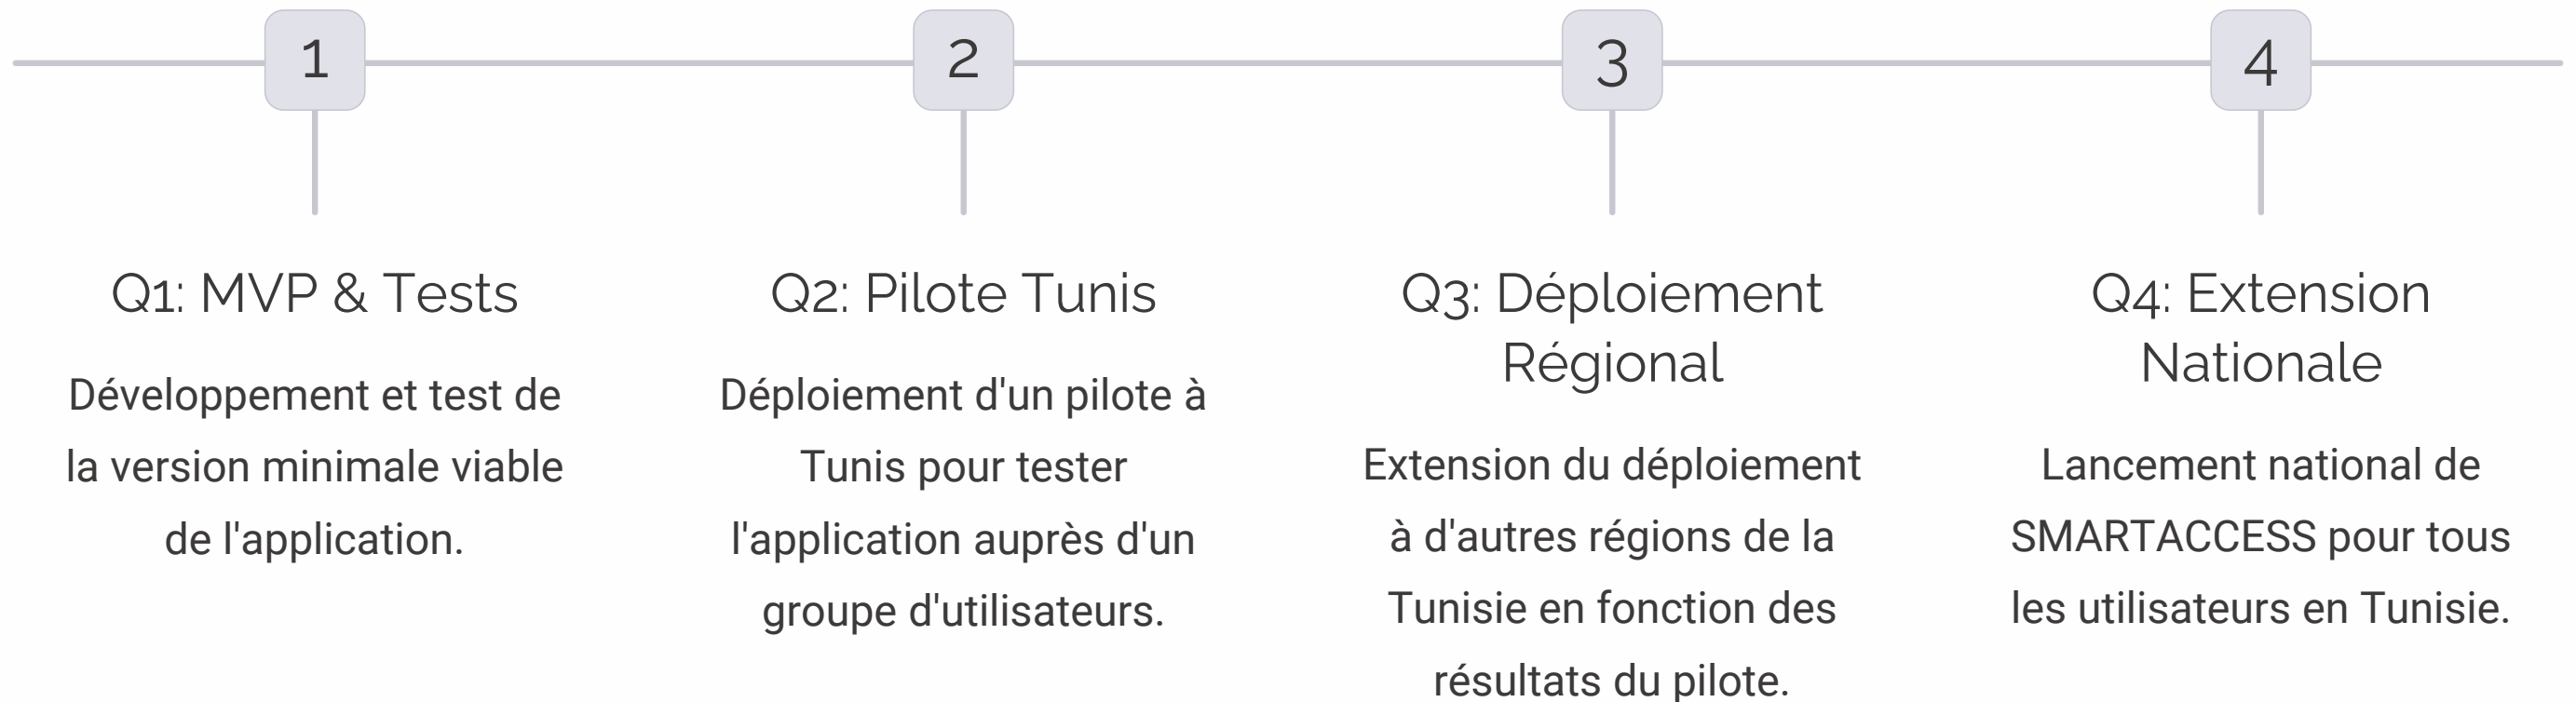 1
2
3
4
Q1: MVP & Tests
Développement et test de
la version minimale viable
de l'application.
Q2: Pilote Tunis
Déploiement d'un pilote à
Tunis pour tester
l'application auprès d'un
groupe d'utilisateurs.
Q3: Déploiement
Régional
Extension du déploiement
à d'autres régions de la
Tunisie en fonction des
résultats du pilote.
Q4: Extension
Nationale
Lancement national de
SMARTACCESS pour tous
les utilisateurs en Tunisie.